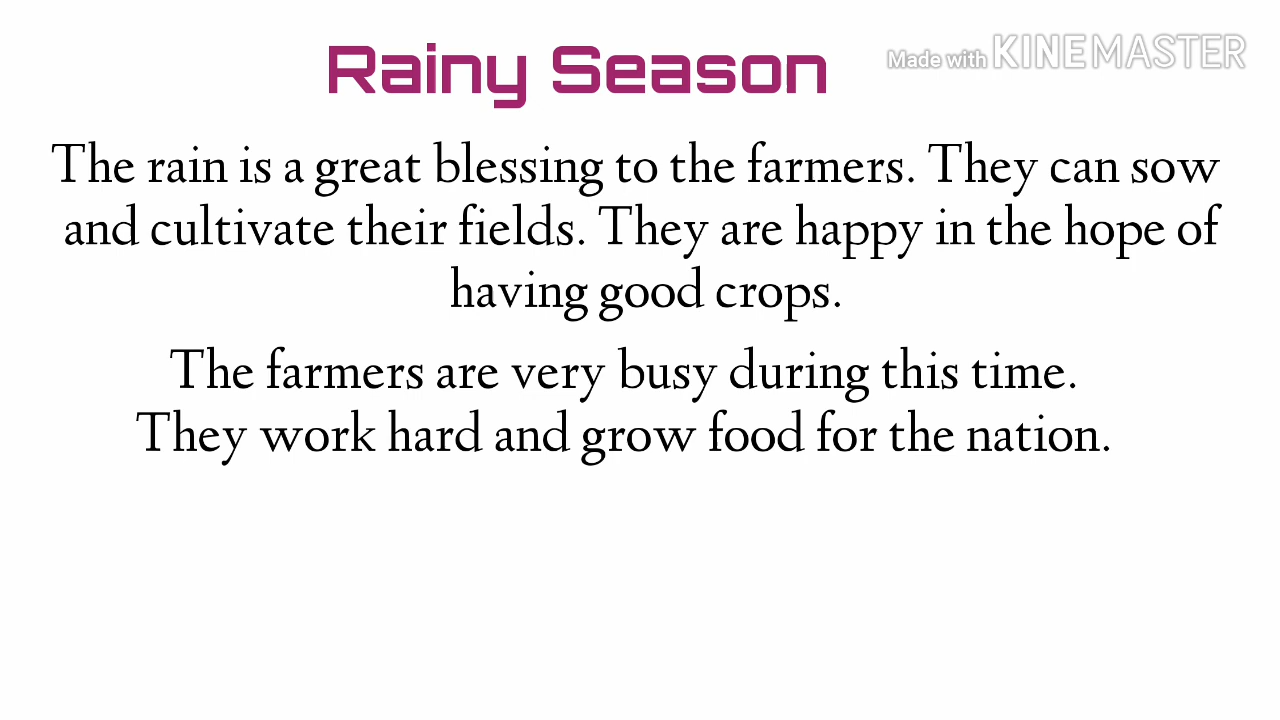 Rainy Season
Made with KINEMASTER
The rain is a great blessing to the farmers. They can sow
and cultivate their fields. They are happy in the hope of
having good crops.
The farmers are very busy during this time.
They work hard and grow food for the nation.